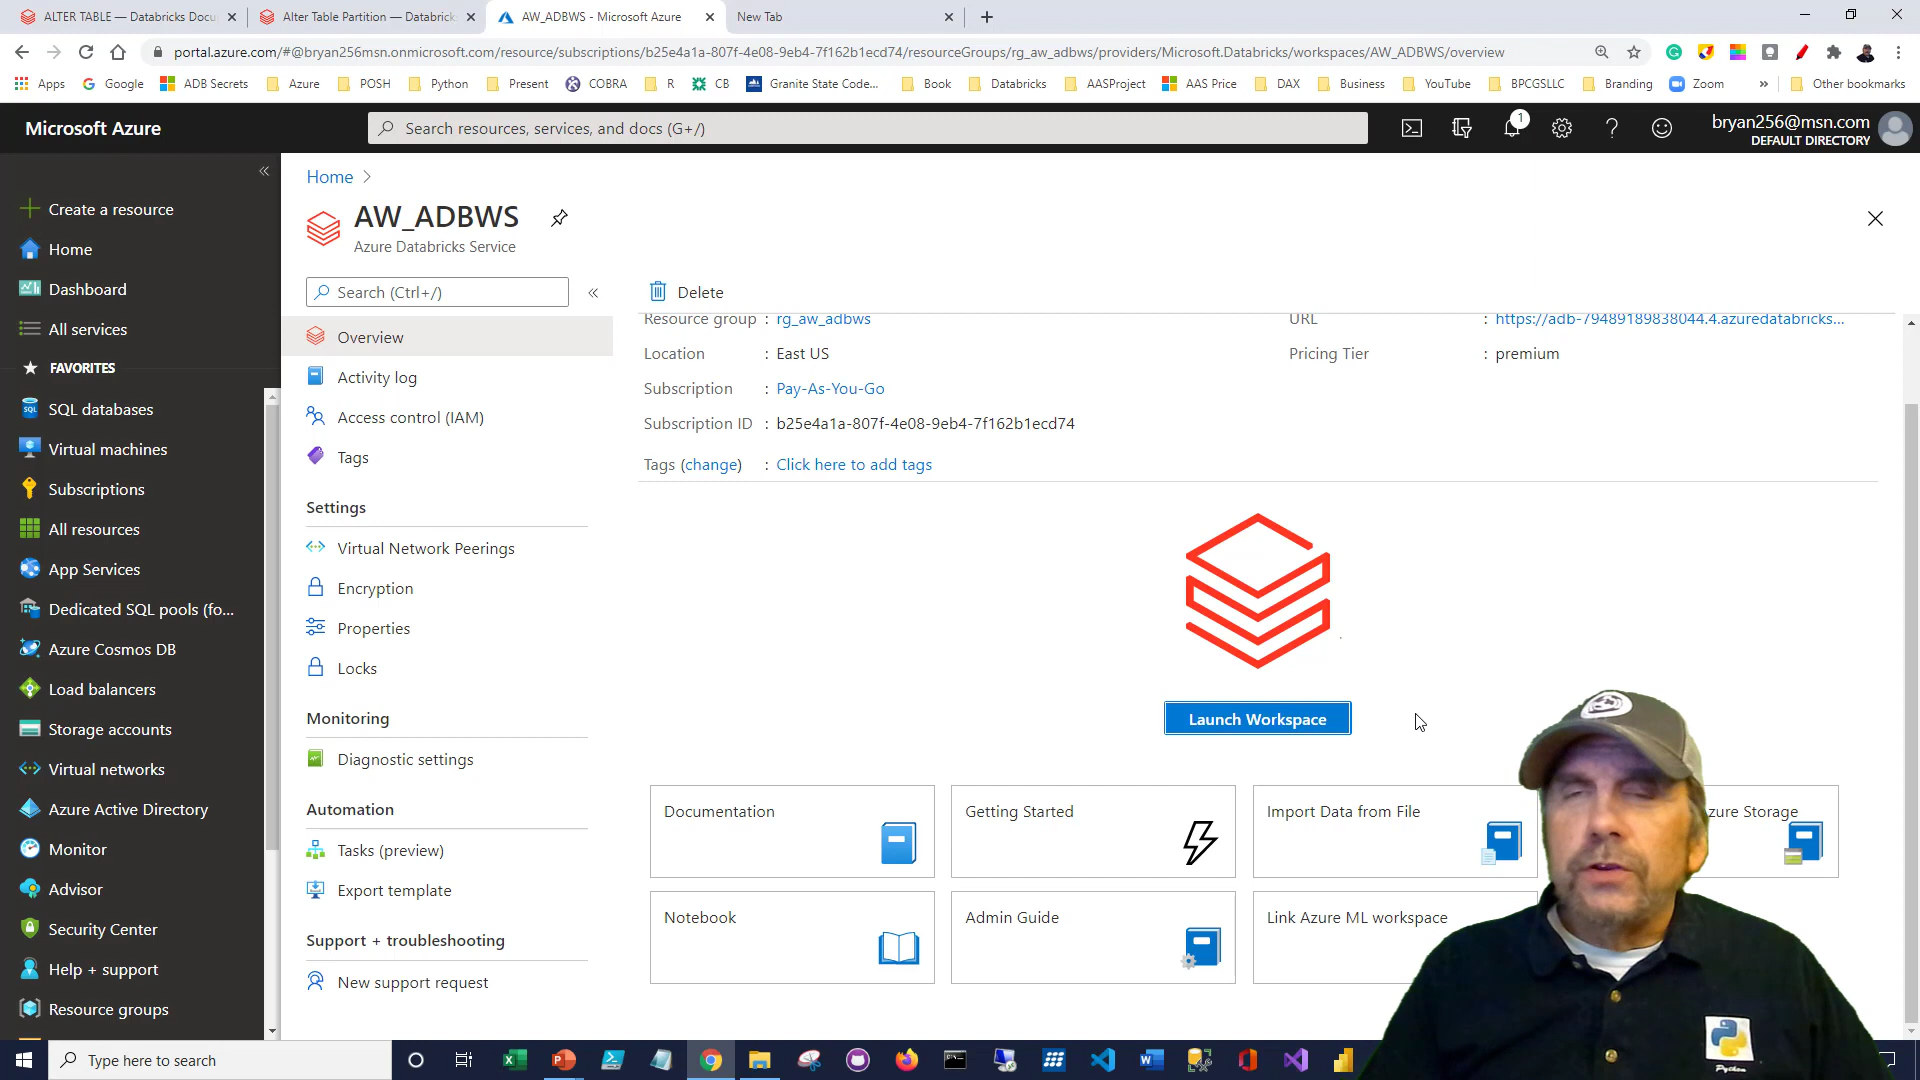 ALTER TABLE — Databricks Docu
Alter Table Partition — Databricks
AW_ADBWS - Microsoft Azure
New Tab
portal.azure.com/#@bryan256msn.onmicrosoft.com/resource/subscriptions/b25e4a1a-807f-4e08-9eb4-7f162b1ecd74/resourceGroups/rg_aw_adbws/providers/Microsoft.Databricks/workspaces/AW_ADBWS/overview
Apps
Google
ADB Secrets
Azure
POSH
Python
Present
COBRA
R
CB
Granite State Code...
Book
Databricks
AASProject
AAS Price
DAX
Business
YouTube
BPCGSLLC
Branding
Zoom
»
Other bookmarks
Microsoft Azure
Search resources, services, and docs (G+/)
1
bryan256@msn.com
DEFAULT DIRECTORY
Create a resource
Home
Dashboard
All services
FAVORITES
SQL databases
Virtual machines
Subscriptions
All resources
App Services
Dedicated SQL pools (fo...
Azure Cosmos DB
Load balancers
Storage accounts
Virtual networks
Azure Active Directory
Monitor
Advisor
Security Center
Help + support
Resource groups
Home >
AW_ADBWS
Azure Databricks Service
Search (Ctrl+/)
«
Overview
Activity log
Access control (IAM)
Tags
Settings
Virtual Network Peerings
Encryption
Properties
Locks
Monitoring
Diagnostic settings
Automation
Tasks (preview)
Export template
Support + troubleshooting
New support request
Delete
Resource group : rg_aw_adbws
URL : https://adb-79489189838044.4.azuredatabricks...
Location : East US
Pricing Tier : premium
Subscription : Pay-As-You-Go
Subscription ID : b25e4a1a-807f-4e08-9eb4-7f162b1ecd74
Tags (change) : Click here to add tags
Launch Workspace
Documentation
Getting Started
Import Data from File
zure Storage
Notebook
Admin Guide
Link Azure ML workspace
Python
Type here to search